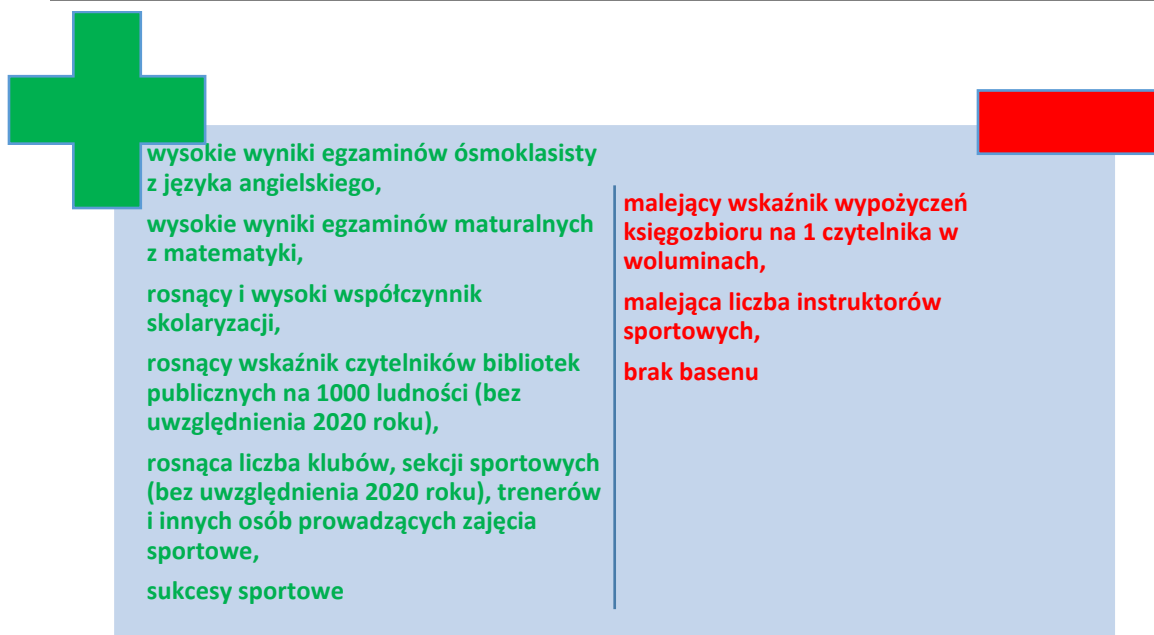 wysokie wyniki egzaminów ósmoklasisty
z języka angielskiego,
wysokie wyniki egzaminów maturalnych
z matematyki,
rosnący i wysoki współczynnik
skolaryzacji,
rosnący wskaźnik czytelników bibliotek
publicznych na 1000 ludności (bez
uwzględnienia 2020 roku),
rosnąca liczba klubów, sekcji sportowych
(bez uwzględnienia 2020 roku), trenerów
i innych osób prowadzących zajęcia
sportowe,
sukcesy sportowe
malejący wskaźnik wypożyczeń
księgozbioru na 1 czytelnika w
woluminach,
malejąca liczba instruktorów
sportowych,
brak basenu